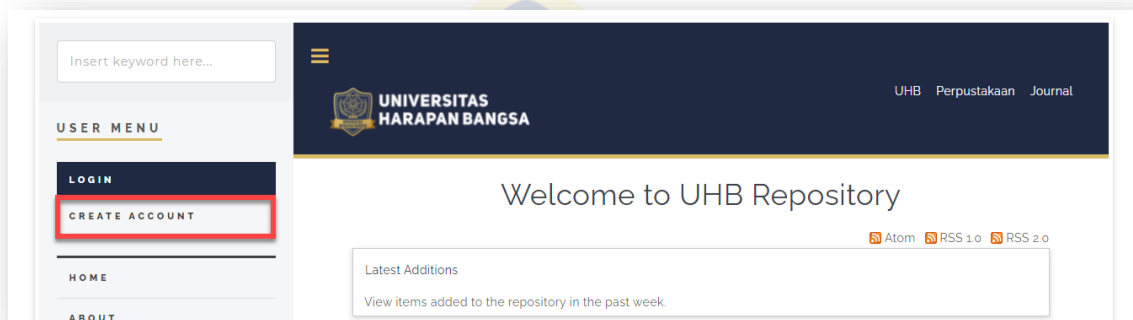 Insert keyword here...
USER MENU
LOGIN
CREATE ACCOUNT
HOME
ABOUT
UNIVERSITAS
HARAPAN BANGSA
UHB Perpustakaan Journal
Welcome to UHB Repository
Atom RSS 1.0 RSS 2.0
Latest Additions
View items added to the repository in the past week.